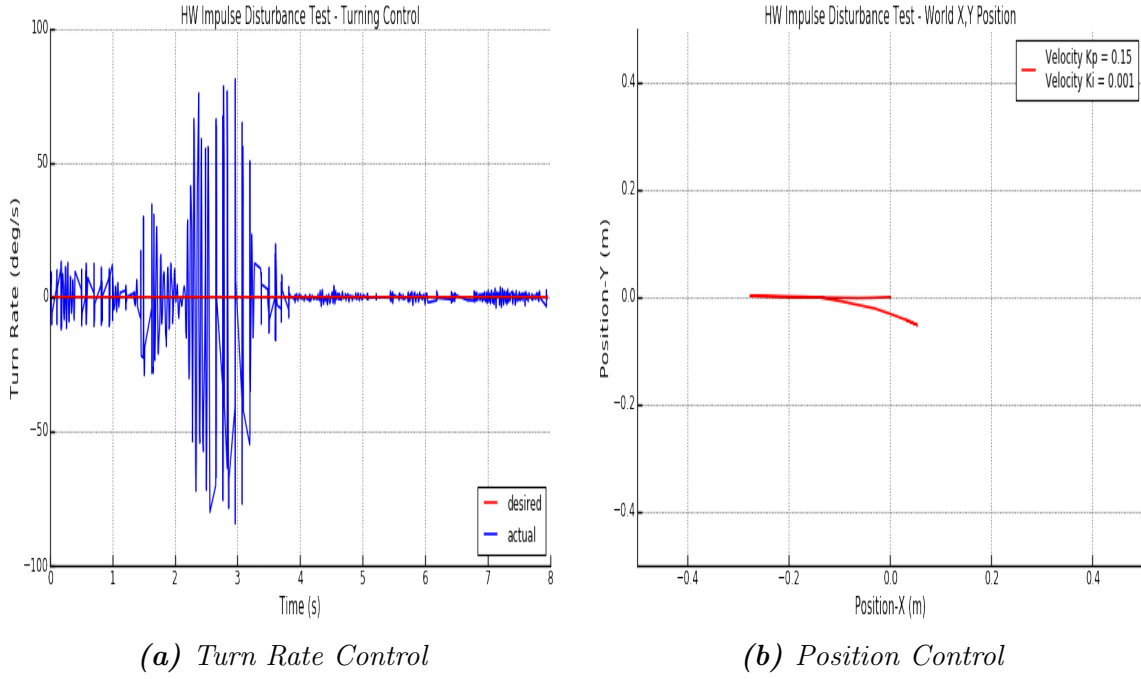 HW Impulse Disturbance Test - Turning Control
100
50
0
−50
−100
0 1 2 3 4 5 6 7 8
Turn Rate (deg/s)
Time (s)
desired
actual
(a) Turn Rate Control
HW Impulse Disturbance Test - World X,Y Position
Velocity Kp = 0.15
Velocity Ki = 0.001
0.4
0.2
0.0
−0.2
−0.4
−0.4 −0.2 0.0 0.2 0.4
Position-Y (m)
Position-X (m)
(b) Position Control